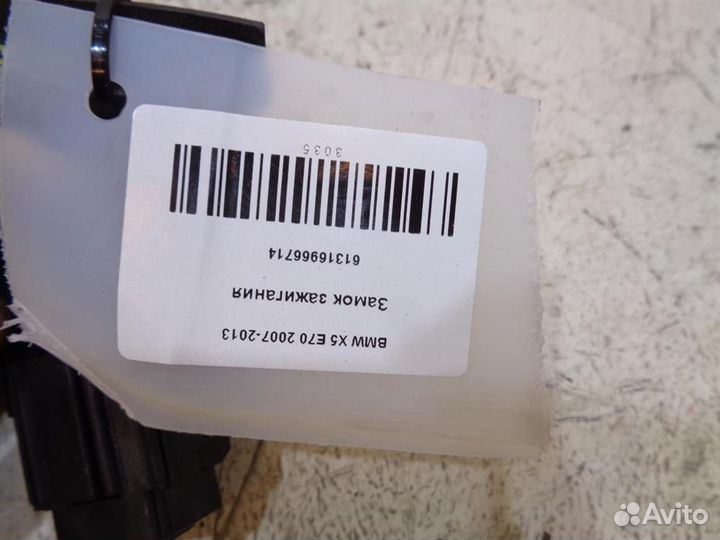 BMW X5 E70 2007-2013
Замок зажигания
61316966714
3035
Avito